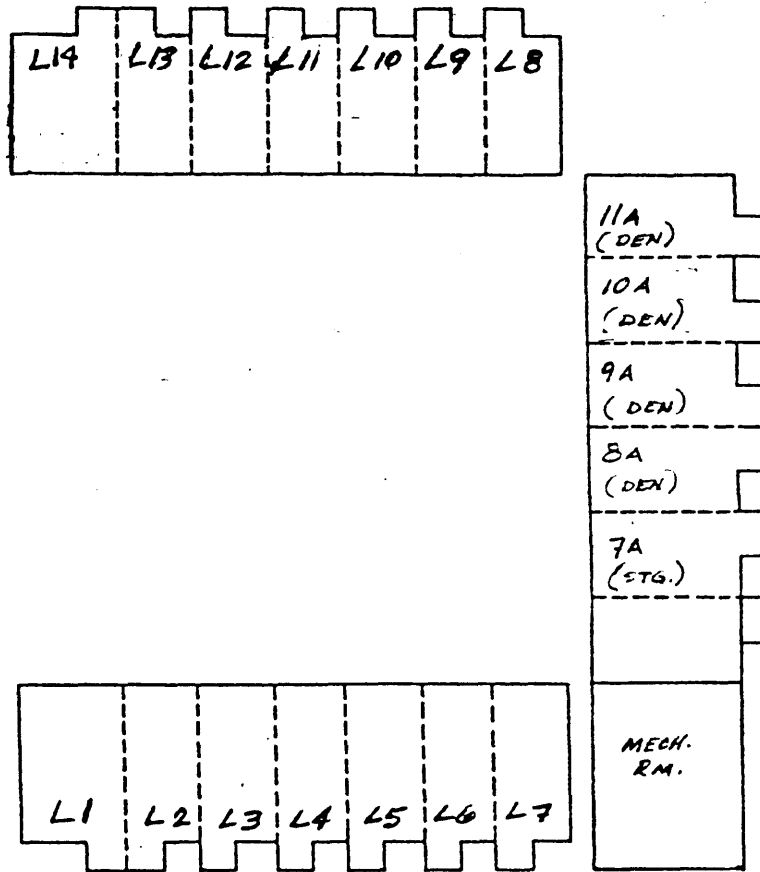 L14 L13 L12 L11 L10 L9 L8
11A
(DEN)
10A
(DEN)
9A
(DEN)
8A
(DEN)
7A
(STG.)
MECH.
RM.
L1 L2 L3 L4 L5 L6 L7